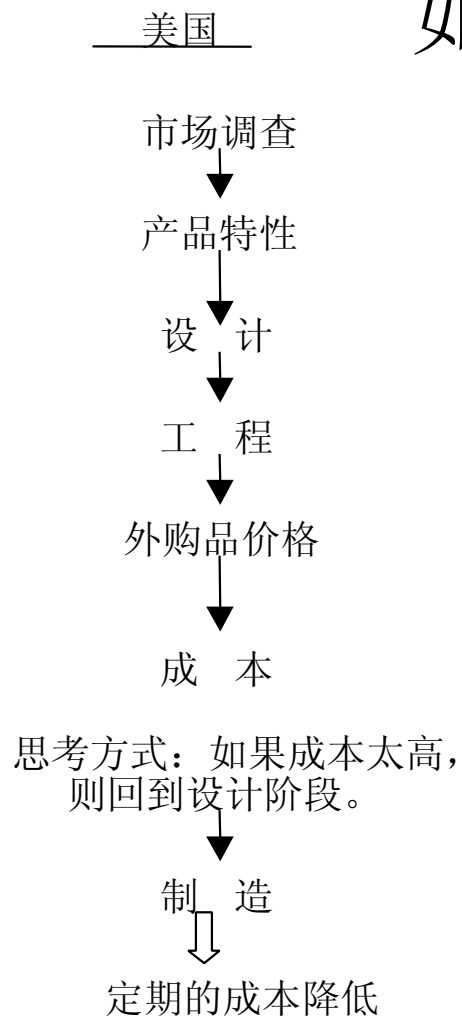 美国
市场调查
产品特性
设 计
工 程
外购品价格
成 本
思考方式：如果成本太高，
则回到设计阶段。
制 造
定期的成本降低